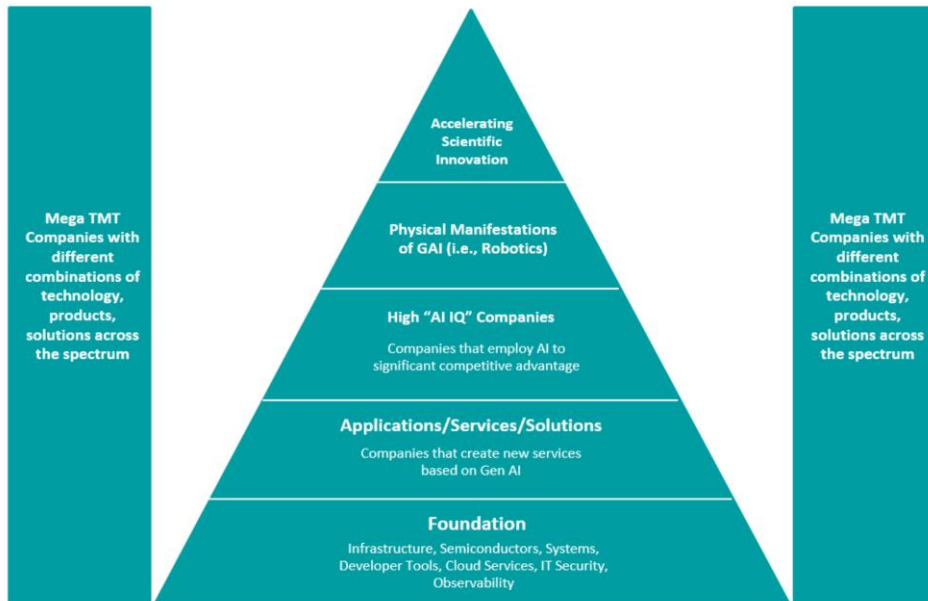 Accelerating
Scientific
Innovation
Mega TMT
Companies with
different
combinations of
technology,
products,
solutions across
the spectrum
Physical Manifestations
of GAI (i.e., Robotics)
High “AI IQ” Companies
Companies that employ AI to
significant competitive advantage
Applications/Services/Solutions
Companies that create new services
based on Gen AI
Foundation
Infrastructure, Semiconductors, Systems,
Developer Tools, Cloud Services, IT Security,
Observability
Mega TMT
Companies with
different
combinations of
technology,
products,
solutions across
the spectrum